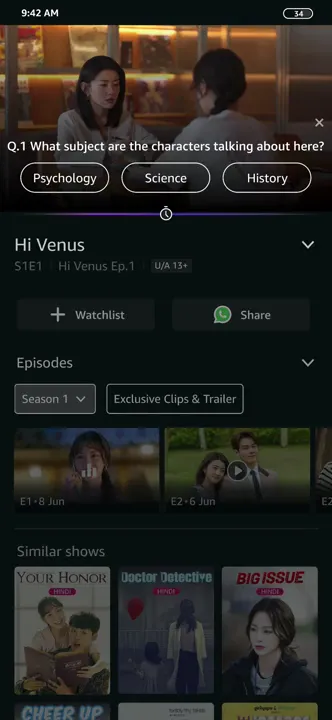 9:42 AM
34
Q.1 What subject are the characters talking about here?
Psychology
Science
History
Hi Venus
S1E1
Hi Venus Ep.1
U/A 13+
Watchlist
Share
Episodes
Season 1
Exclusive Clips & Trailer
E1 • 8 Jun
E2 • 6 Jun
Similar shows
YOUR HONOR
HINDI
Doctor Detective
HINDI
BIG ISSUE
HINDI
CHEER UP